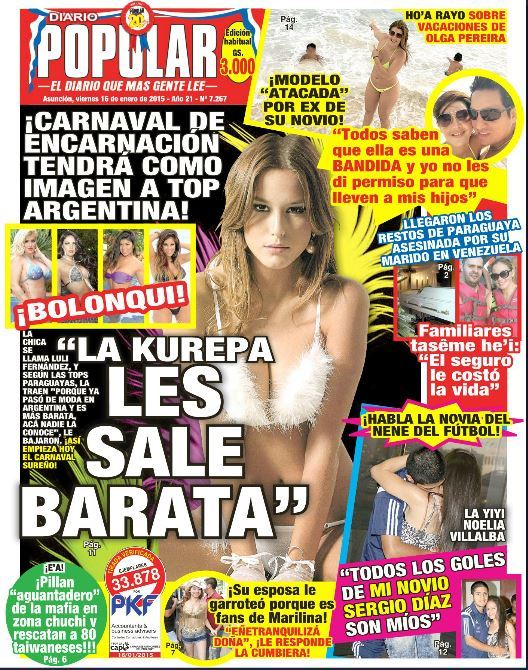 DIARIO
POPULAR
Edición
habitual
GS.
3.000
—EL DIARIO QUE MAS GENTE LEE—
Asunción, viernes 16 de enero de 2015 - Año 21 - N° 7.267
Pág.
14
HO'A RAYO SOBRE
VACACIONES DE
OLGA PEREIRA
¡MODELO
"ATACADA"
POR EX DE
SU NOVIO!
"Todos saben
que ella es una
BANDIDA y yo no les
di permiso para que
lleven a mis hijos"
¡CARNAVAL DE
ENCARNACIÓN
TENDRÁ COMO
IMAGEN A TOP
ARGENTINA!
¡BOLONQUI!
LA
CHICA
SE
LLAMA LULI
FERNÁNDEZ, Y
SEGÚN LAS TOPS
PARAGUAYAS, LA
TRAEN "PORQUE YA
PASÓ DE MODA EN
ARGENTINA Y ES
MÁS BARATA,
ACÁ NADIE LA
CONOCE", LE
BAJARON. ¡ASÍ
EMPIEZA HOY
EL CARNAVAL
SUREÑO!
"LA KUREPA
LES
SALE
BARATA"
Pág.
11
LLEGARON LOS
RESTOS DE PARAGUAYA
ASESINADA POR SU
MARIDO EN VENEZUELA
Pág.
2
Familiares
tasême he'i:
"El seguro
le costó
la vida"
¡HABLA LA NOVIA DEL
NENE DEL FÚTBOL!
LA YIYI
NOELIA
VILLALBA
"TODOS LOS GOLES
DE MI NOVIO
SERGIO DÍAZ
SON MÍOS"
Pág.
12
¡E'A!
¡Pillan
"aguantadero"
de la mafia en
zona chuchi y
rescatan a 80
taiwaneses!!!
Pág. 6
TIRADA VERIFICADA
EJEMPLARES
33.878
por
PKF
Accountants &
business advisers
¡Su esposa le
garroteó porque es
fans de Marilina!
"EÑETRANQUILIZÁ
DOÑA", ¡LE RESPONDE
LA CUMBIERA!